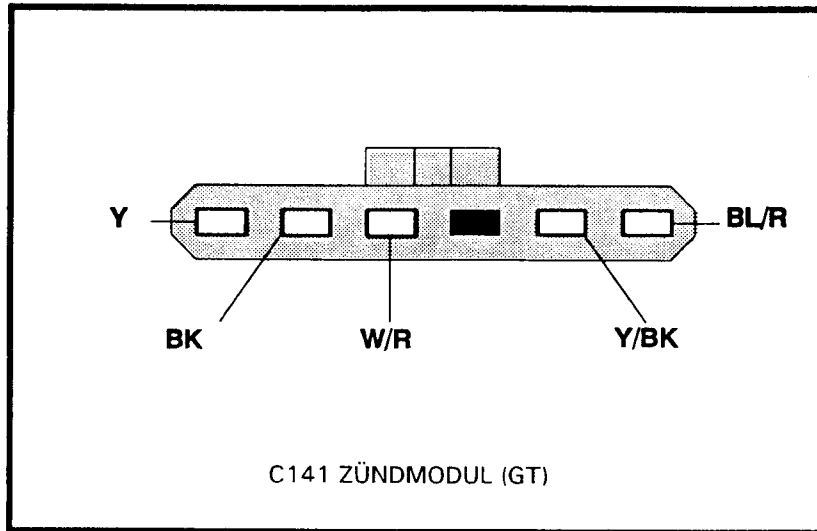 Y
BL/R
BK
W/R
Y/BK
C141 ZÜNDMODUL (GT)